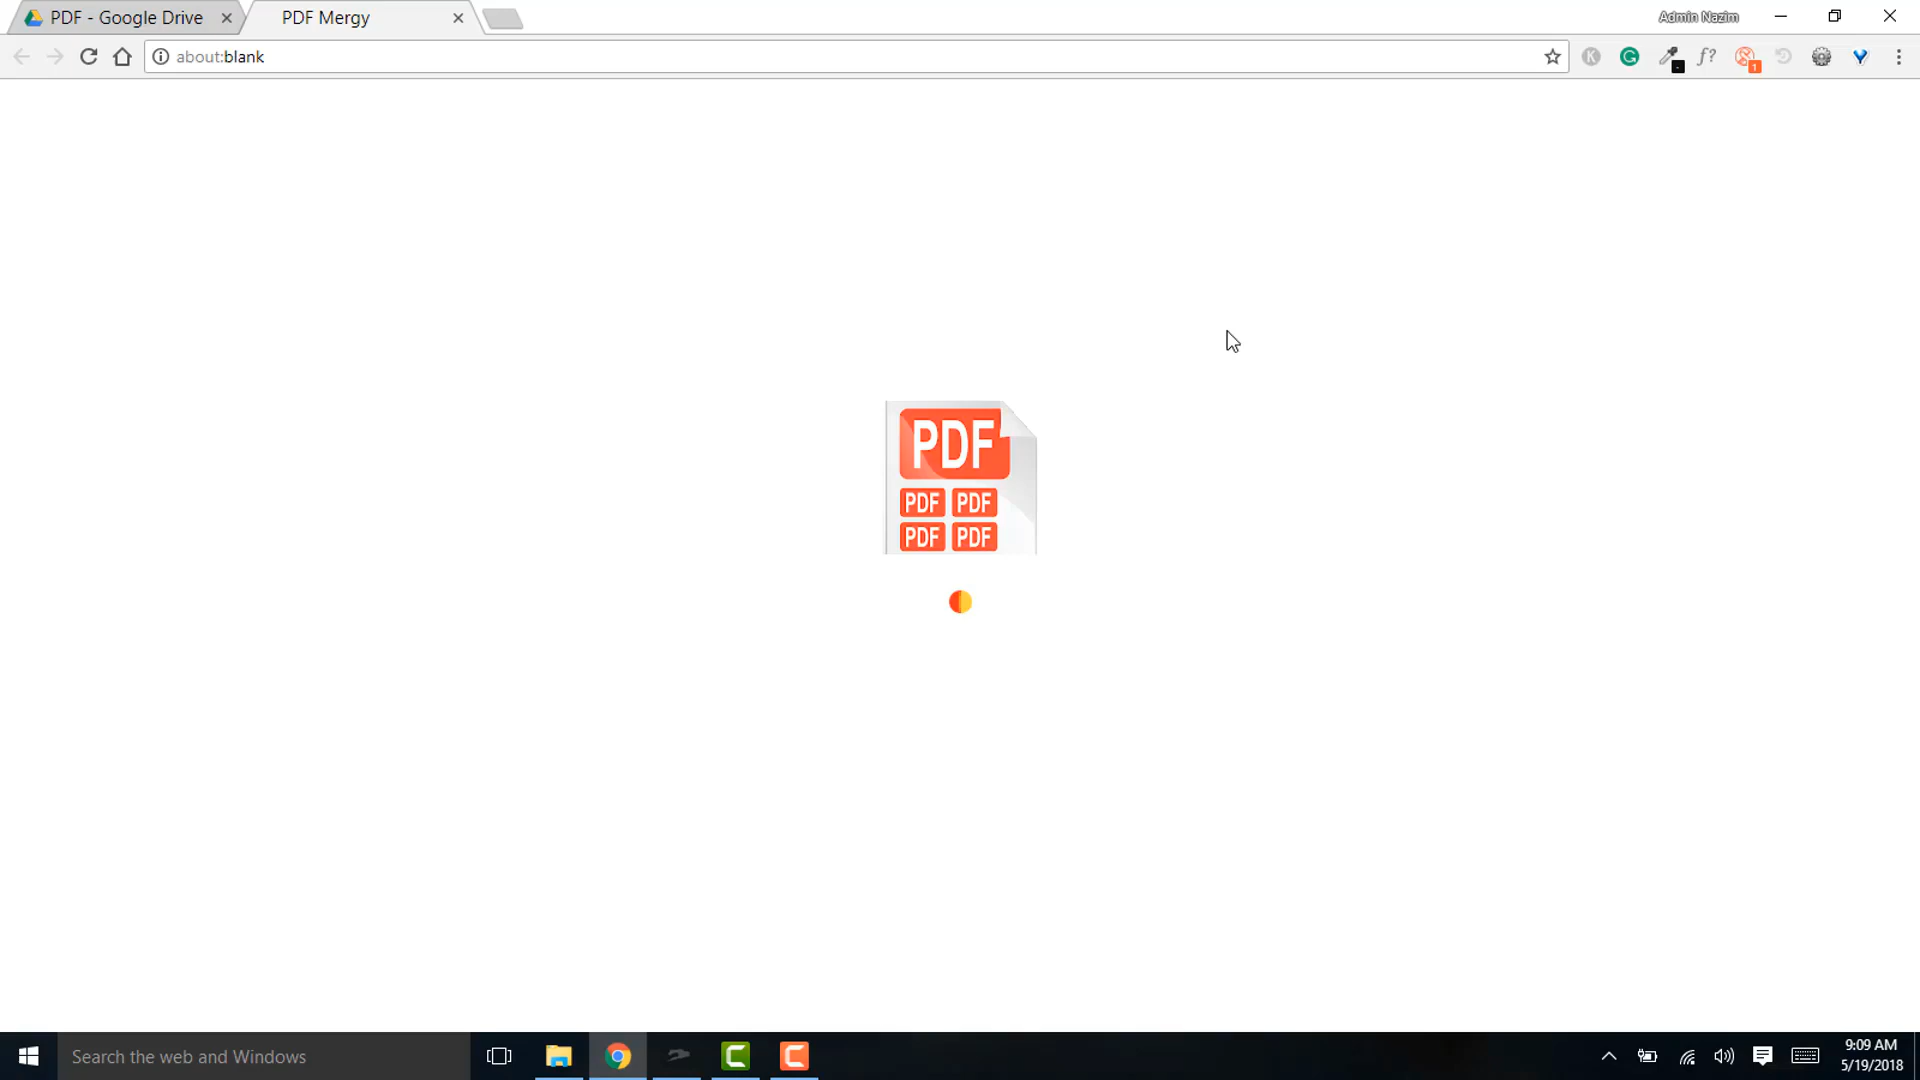 PDF - Google Drive
PDF Mergy
Admin Nazim
about:blank
f?
1
PDF
PDF PDF
PDF PDF
Search the web and Windows
9:09 AM
5/19/2018